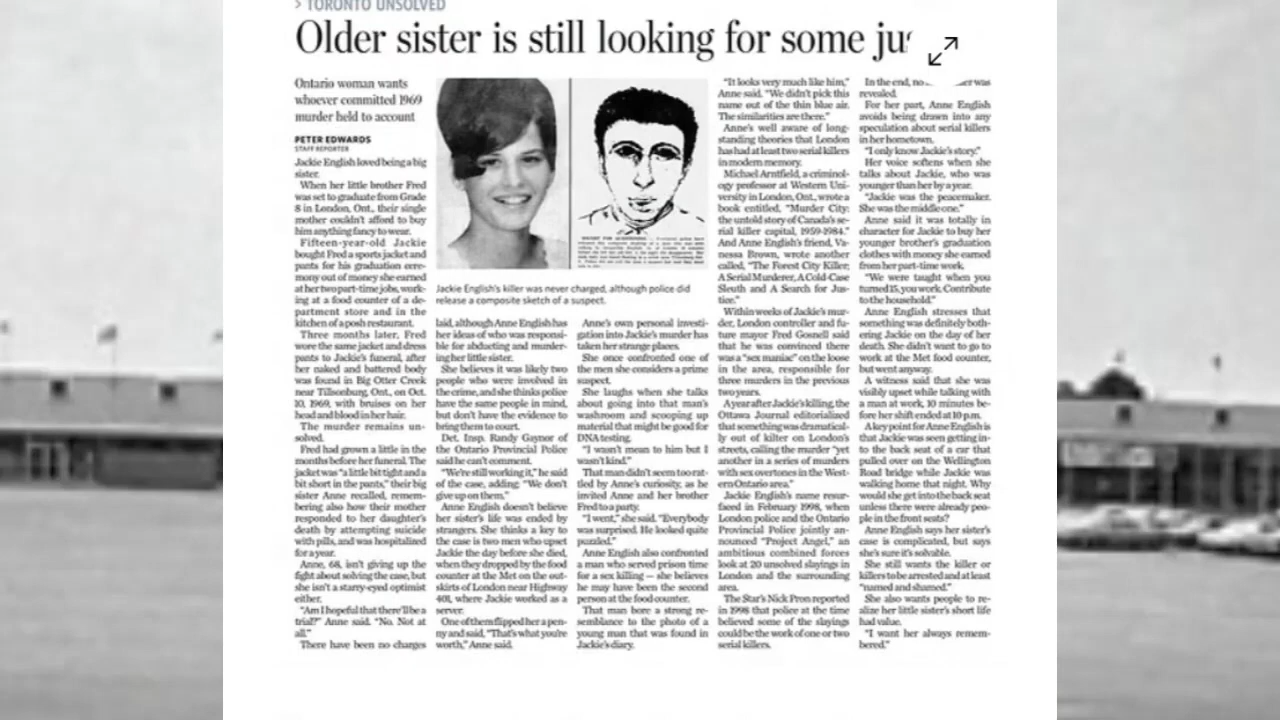 > TORONTO UNSOLVED
Older sister is still looking for some
Ontario woman wants
whoever committed 1969
murder held to account
PETER EDWARDS
STAFF REPORTER
Jackie English loved being a big
sister.
When her little brother Fred
was set to graduate from Grade
8 in London, Ont., their single
mother couldn't afford to buy
him anything fancy to wear.
Fifteen-year-old Jackie
bought Fred a sports jacket and
pants for his graduation cere-
mony out of money she earned
at her two part-time jobs, work-
ing at a food counter of a de-
partment store and in the
kitchen of a posh restaurant.
Three months later, Fred
wore the same jacket and dress
pants to Jackie's funeral, after
her naked and battered body
was found in Big Otter Creek
near Tillsonburg, Ont., on Oct.
10, 1969, with bruises on her
head and blood in her hair.
The murder remains un-
solved.
Fred had grown a little in the
months before her funeral. The
jacket was "a little bit tight and a
bit short in the pants," their big
sister Anne recalled, remem-
bering also how their mother
responded to her daughter's
death by attempting suicide
with pills, and was hospitalized
for a year.
Anne, 68, isn't giving up the
fight about solving the case, but
she isn't a starry-eyed optimist
either.
"Am I hopeful that there'll be a
trial?" Anne said. "No. Not at
all."
There have been no charges
Jackie English's killer was never charged, although police did
release a composite sketch of a suspect.
laid, although Anne English has
her ideas of who was responsi-
ble for abducting and murder-
ing her little sister.
She believes it was likely two
people who were involved in
the crime, and she thinks police
have the same people in mind,
but don't have the evidence to
bring them to court.
Det. Insp. Randy Gaynor of
the Ontario Provincial Police
said he can't comment.
"We're still working it," he said
of the case, adding: "We don't
give up on them."
Anne English doesn't believe
her sister's life was ended by
strangers. She thinks a key to
the case is two men who upset
Jackie the day before she died,
when they dropped by the food
counter at the Met on the out-
skirts of London near Highway
401, where Jackie worked as a
server.
One of them flipped her a pen-
ny and said, "That's what you're
worth," Anne said.
Anne's own personal investi-
gation into Jackie's murder has
taken her strange places.
She once confronted one of
the men she considers a prime
suspect.
She laughs when she talks
about going into that man's
washroom and scooping up
material that might be good for
DNA testing.
"I wasn't mean to him but I
wasn't kind."
That man didn't seem too rat-
tled by Anne's curiosity, as he
invited Anne and her brother
Fred to a party.
"I went," she said. "Everybody
was surprised. He looked quite
puzzled."
Anne English also confronted
a man who served prison time
for a sex killing — she believes
he may have been the second
person at the food counter.
That man bore a strong re-
semblance to the photo of a
young man that was found in
Jackie's diary.
"It looks very much like him,"
Anne said. "We didn't pick this
name out of the thin blue air.
The similarities are there."
Anne's well aware of long-
standing theories that London
has had at least two serial killers
in modern memory.
Michael Arntfield, a criminol-
ogy professor at Western Uni-
versity in London, Ont., wrote a
book entitled, "Murder City:
the untold story of Canada's se-
rial killer capital, 1959-1984."
And Anne English's friend, Va-
nessa Brown, wrote another
called, "The Forest City Killer:
A Serial Murderer, A Cold-Case
Sleuth and A Search for Jus-
tice."
Within weeks of Jackie's mur-
der, London controller and fu-
ture mayor Fred Gosnell said
that he was convinced there
was a "sex maniac" on the loose
in the area, responsible for
three murders in the previous
two years.
A year after Jackie's killing, the
Ottawa Journal editorialized
that something was dramatical-
ly out of kilter on London's
streets, calling the murder "yet
another in a series of murders
with sex overtones in the West-
ern Ontario area."
Jackie English's name resur-
faced in February 1998, when
London police and the Ontario
Provincial Police jointly an-
nounced "Project Angel," an
ambitious combined forces
look at 20 unsolved slayings in
London and the surrounding
area.
The Star's Nick Pron reported
in 1998 that police at the time
believed some of the slayings
could be the work of one or two
serial killers.
In the end, no was
revealed.
For her part, Anne English
avoids being drawn into any
speculation about serial killers
in her hometown.
"I only know Jackie's story."
Her voice softens when she
talks about Jackie, who was
younger than her by a year.
"Jackie was the peacemaker.
She was the middle one."
Anne said it was totally in
character for Jackie to buy her
younger brother's graduation
clothes with money she earned
from her part-time work.
"We were taught when you
turned 15, you work. Contribute
to the household."
Anne English stresses that
something was definitely both-
ering Jackie on the day of her
death. She didn't want to go to
work at the Met food counter,
but went anyway.
A witness said that she was
visibly upset while talking with
a man at work, 10 minutes be-
fore her shift ended at 10 p.m.
A key point for Anne English is
that Jackie was seen getting in-
to the back seat of a car that
pulled over on the Wellington
Road bridge while Jackie was
walking home that night. Why
would she get into the back seat
unless there were already peo-
ple in the front seats?
Anne English says her sister's
case is complicated, but says
she's sure it's solvable.
She still wants the killer or
killers to be arrested and at least
"named and shamed."
She also wants people to re-
alize her little sister's short life
had value.
"I want her always remem-
bered."